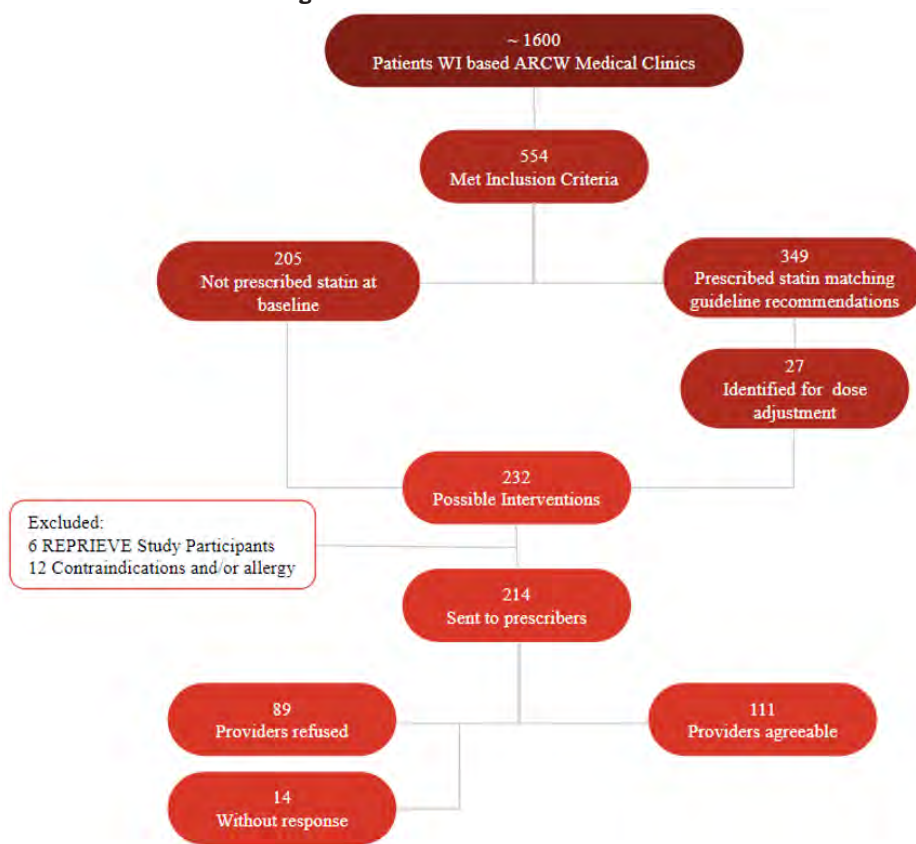 ~ 1600
Patients WI based ARCW Medical Clinics
554
Met Inclusion Criteria
205
Not prescribed statin at
baseline
349
Prescribed statin matching
guideline recommendations
27
Identified for dose
adjustment
232
Possible Interventions
Excluded:
6 REPRIEVE Study Participants
12 Contraindications and/or allergy
214
Sent to prescribers
89
Providers refused
111
Providers agreeable
14
Without response